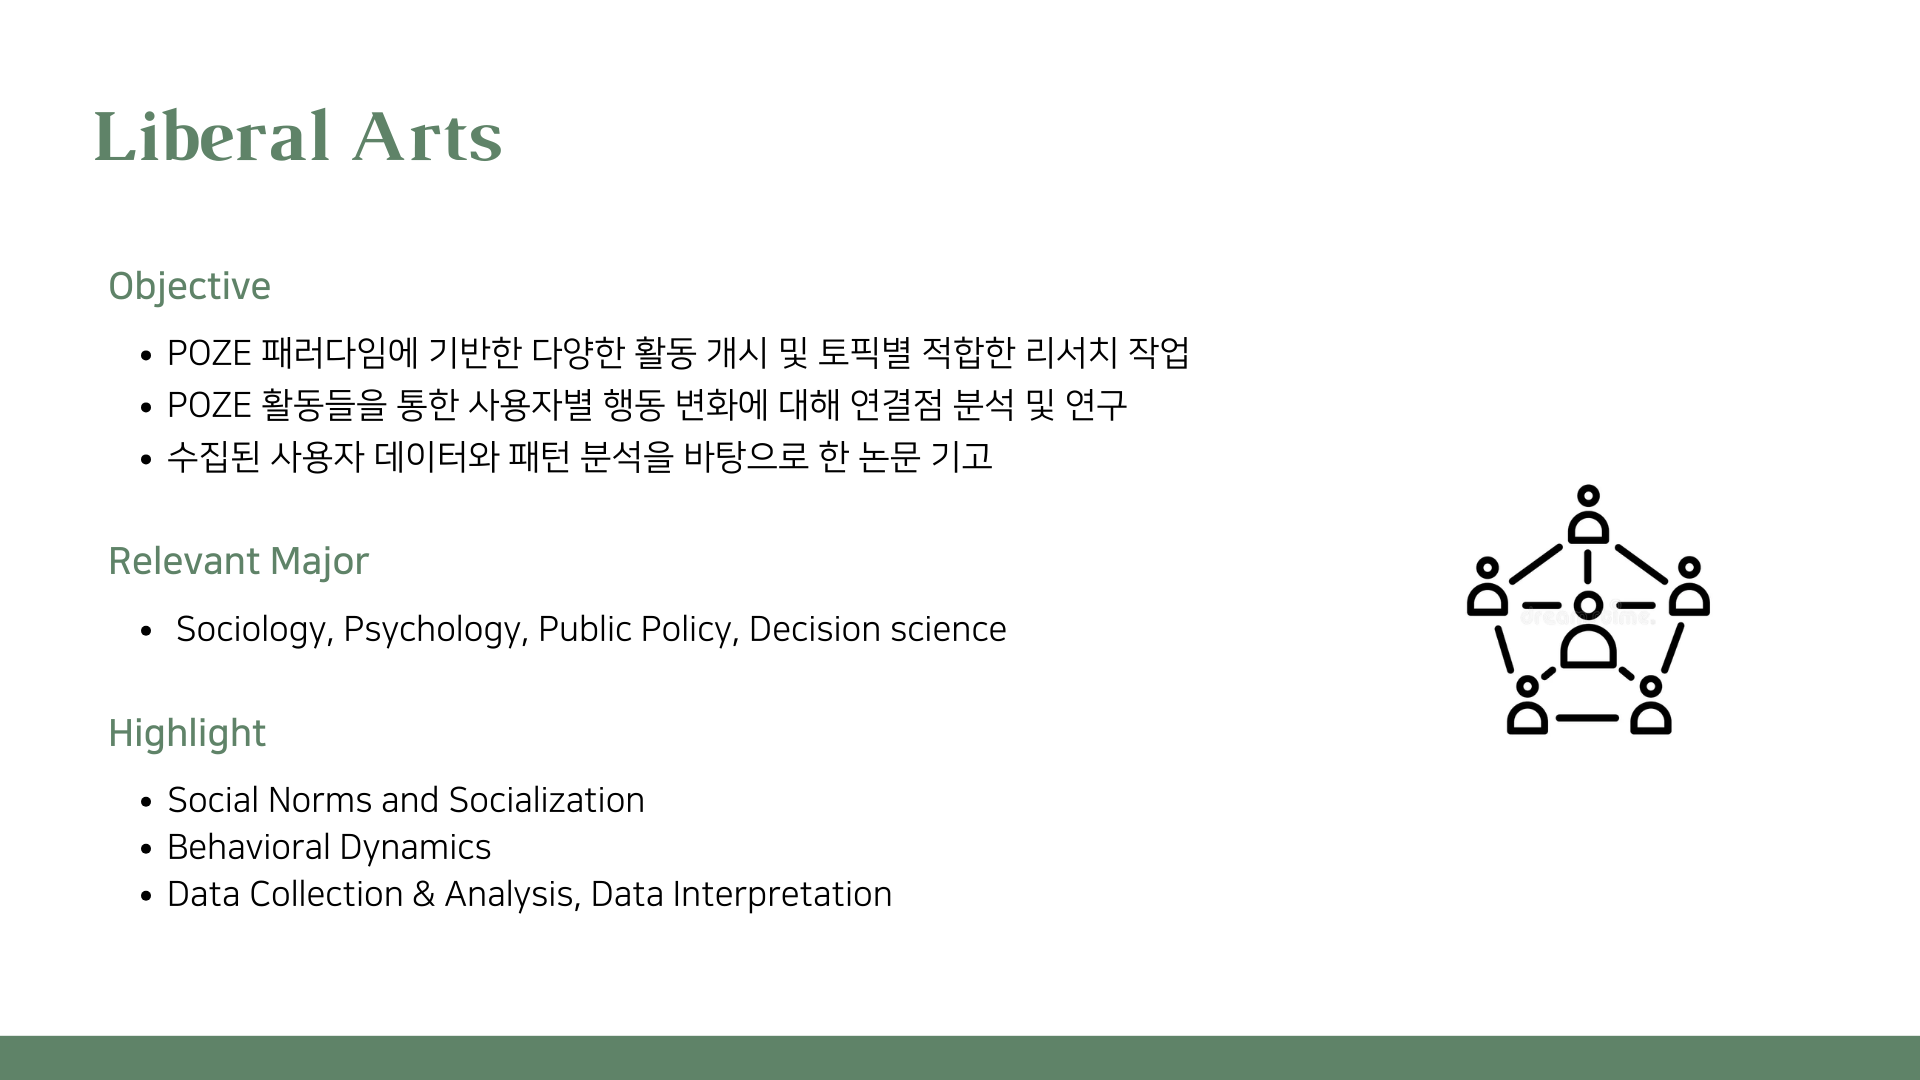 Liberal Arts
Objective
• POZE 패러다임에 기반한 다양한 활동 개시 및 토픽별 적합한 리서치 작업
• POZE 활동들을 통한 사용자별 행동 변화에 대해 연결점 분석 및 연구
• 수집된 사용자 데이터와 패턴 분석을 바탕으로 한 논문 기고
Relevant Major
• Sociology, Psychology, Public Policy, Decision science
Highlight
• Social Norms and Socialization
• Behavioral Dynamics
• Data Collection & Analysis, Data Interpretation